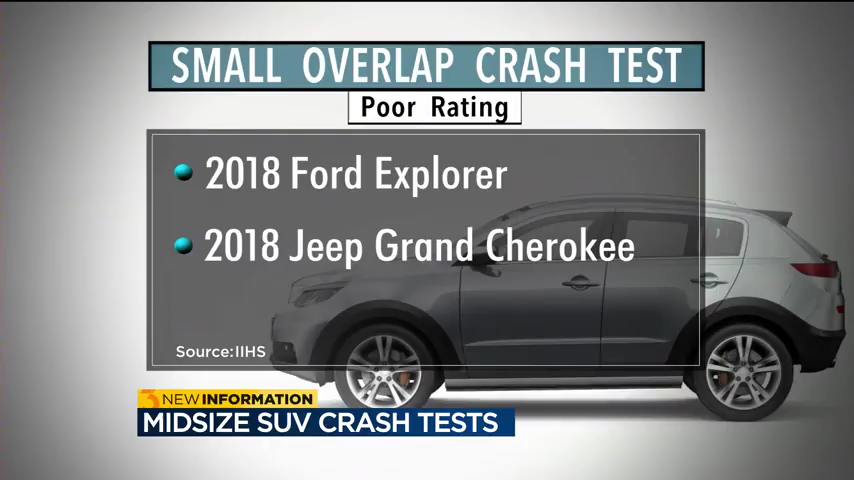 SMALL OVERLAP CRASH TEST
Poor Rating
2018 Ford Explorer
2018 Jeep Grand Cherokee
Source:IIHS
3 NEW INFORMATION
MIDSIZE SUV CRASH TESTS